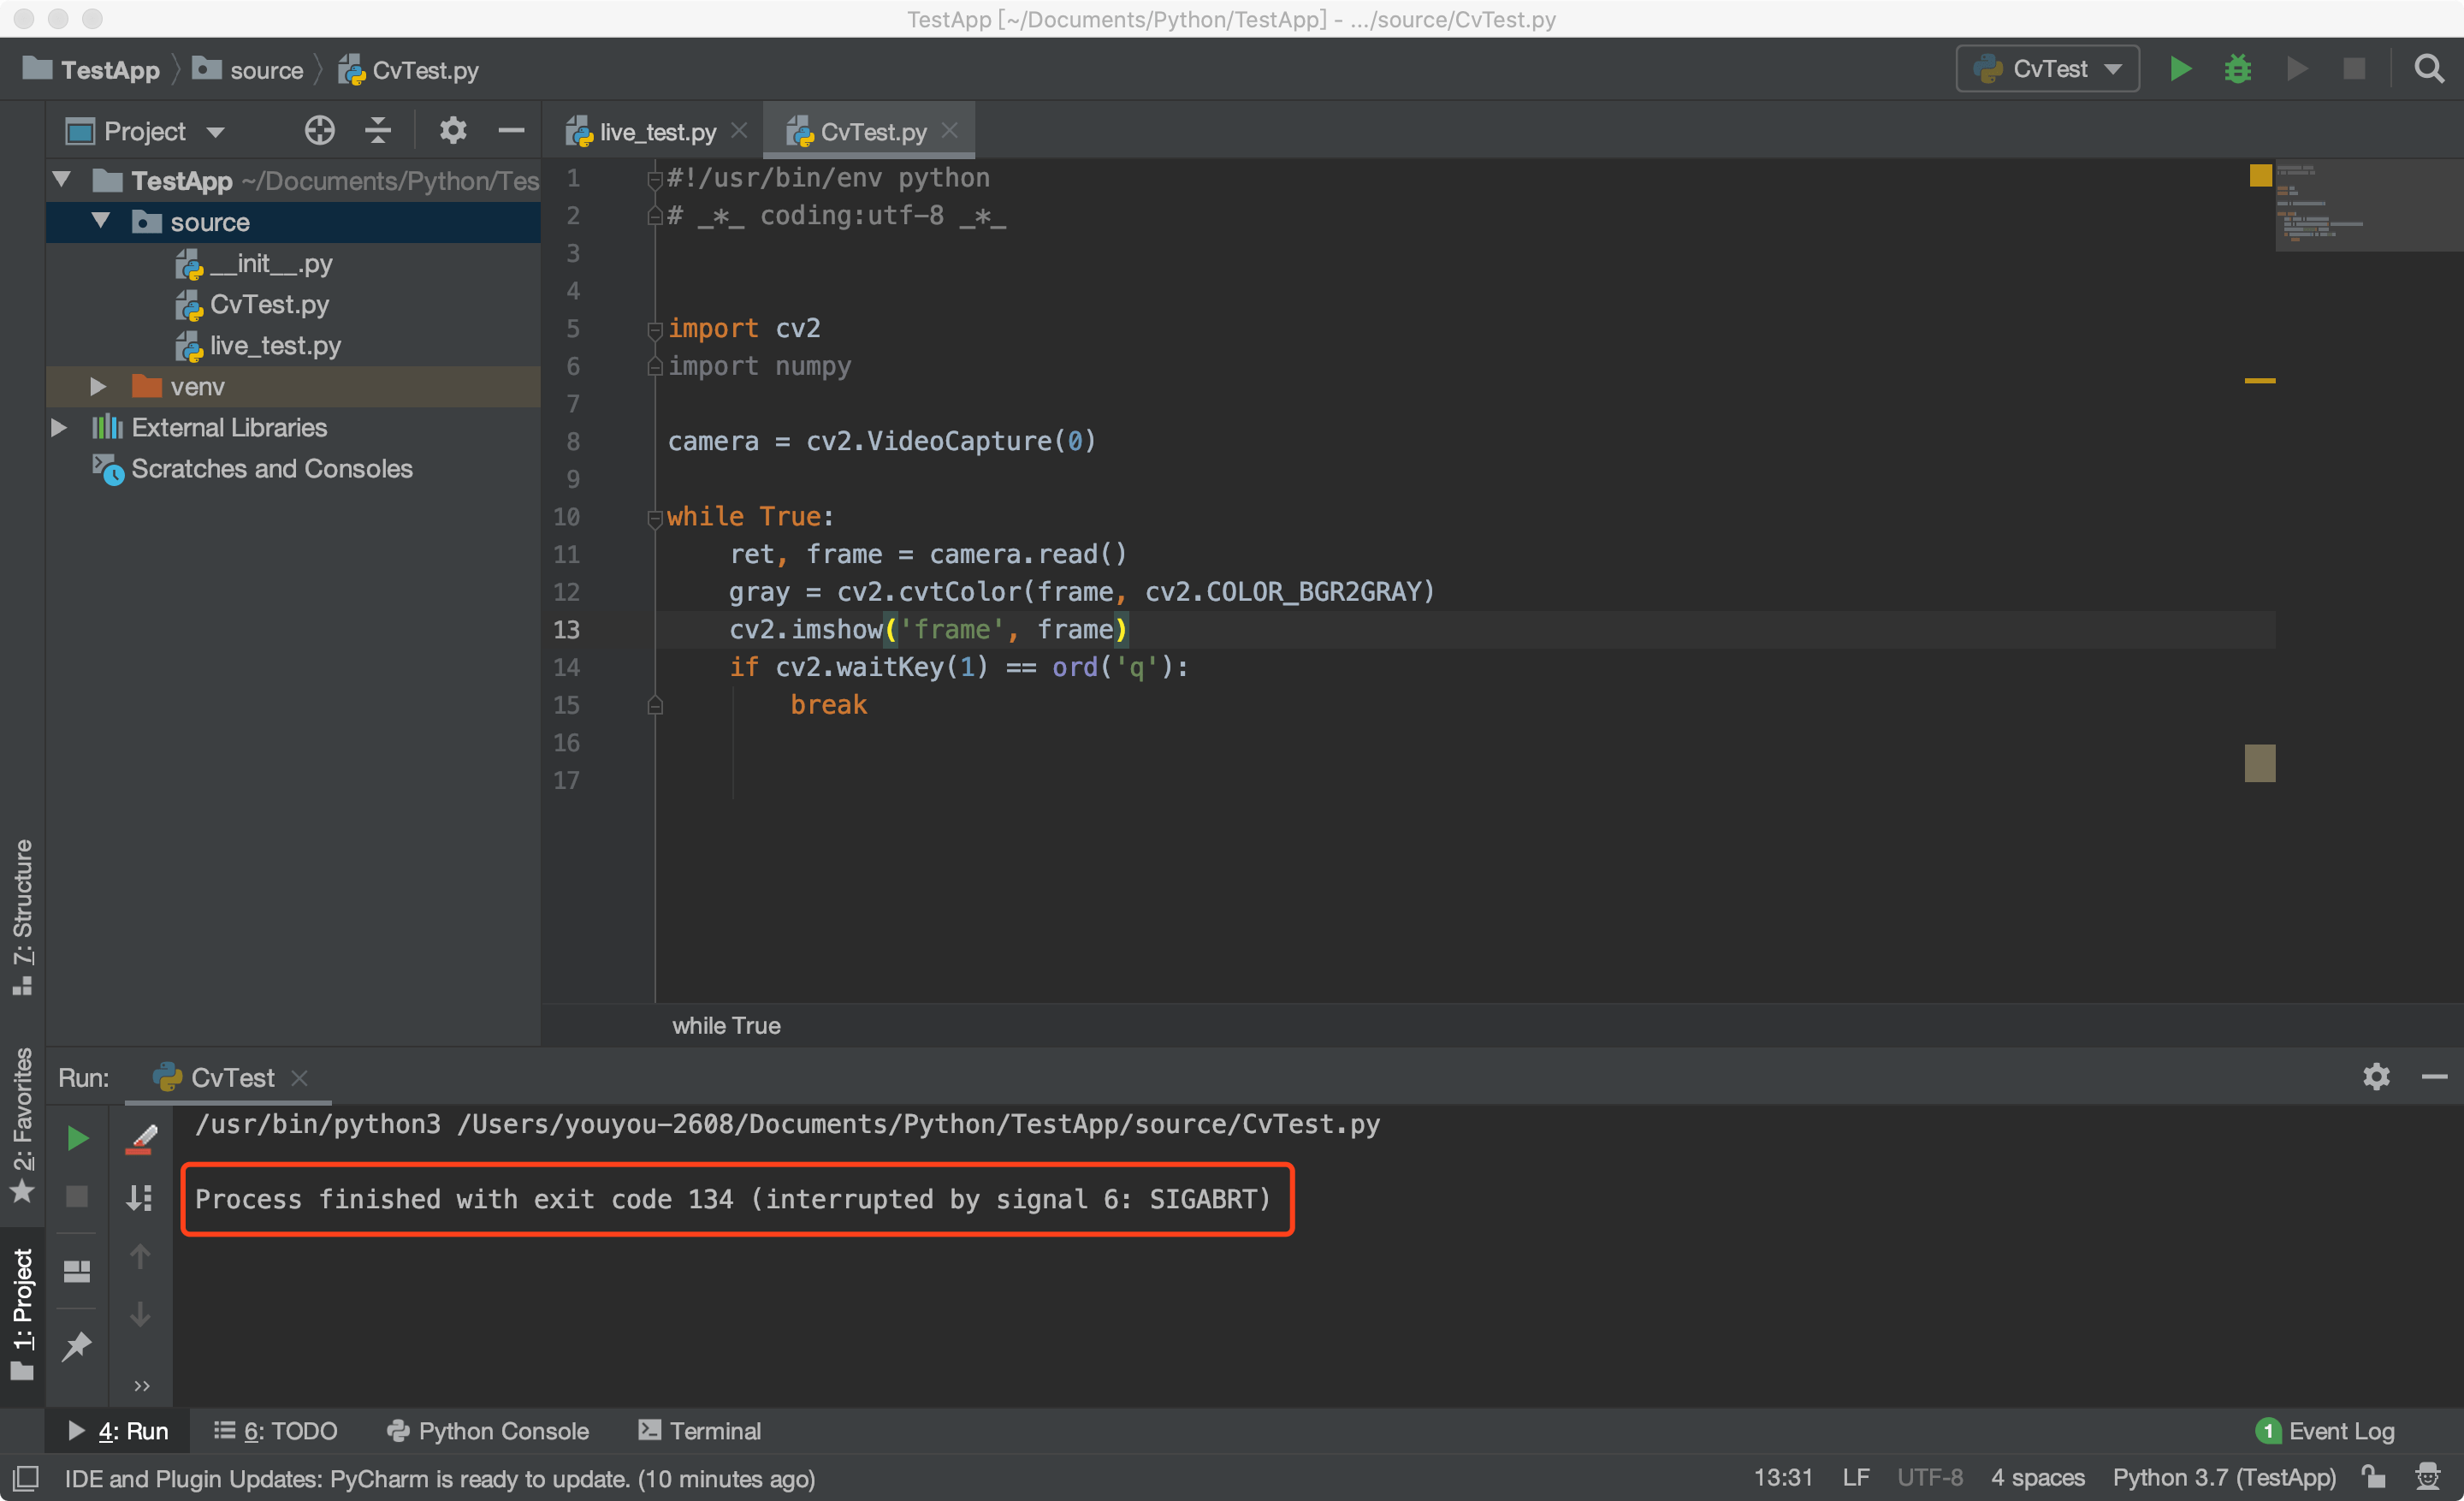 TestApp [~/Documents/Python/TestApp] - .../source/CvTest.py
TestApp
source
CvTest.py
CvTest
Project
live_test.py
CvTest.py
TestApp ~/Documents/Python/Tes
source
__init__.py
CvTest.py
live_test.py
venv
External Libraries
Scratches and Consoles
1 #!/usr/bin/env python
2 # _*_ coding:utf-8 _*_
3
4
5 import cv2
6 import numpy
7
8 camera = cv2.VideoCapture(0)
9
10 while True:
11 ret, frame = camera.read()
12 gray = cv2.cvtColor(frame, cv2.COLOR_BGR2GRAY)
13 cv2.imshow('frame', frame)
14 if cv2.waitKey(1) == ord('q'):
15 break
16
17
while True
7: Structure
2: Favorites
1: Project
Run:
CvTest
/usr/bin/python3 /Users/youyou-2608/Documents/Python/TestApp/source/CvTest.py
Process finished with exit code 134 (interrupted by signal 6: SIGABRT)
4: Run
6: TODO
Python Console
Terminal
1 Event Log
IDE and Plugin Updates: PyCharm is ready to update. (10 minutes ago)
13:31
LF
UTF-8
4 spaces
Python 3.7 (TestApp)